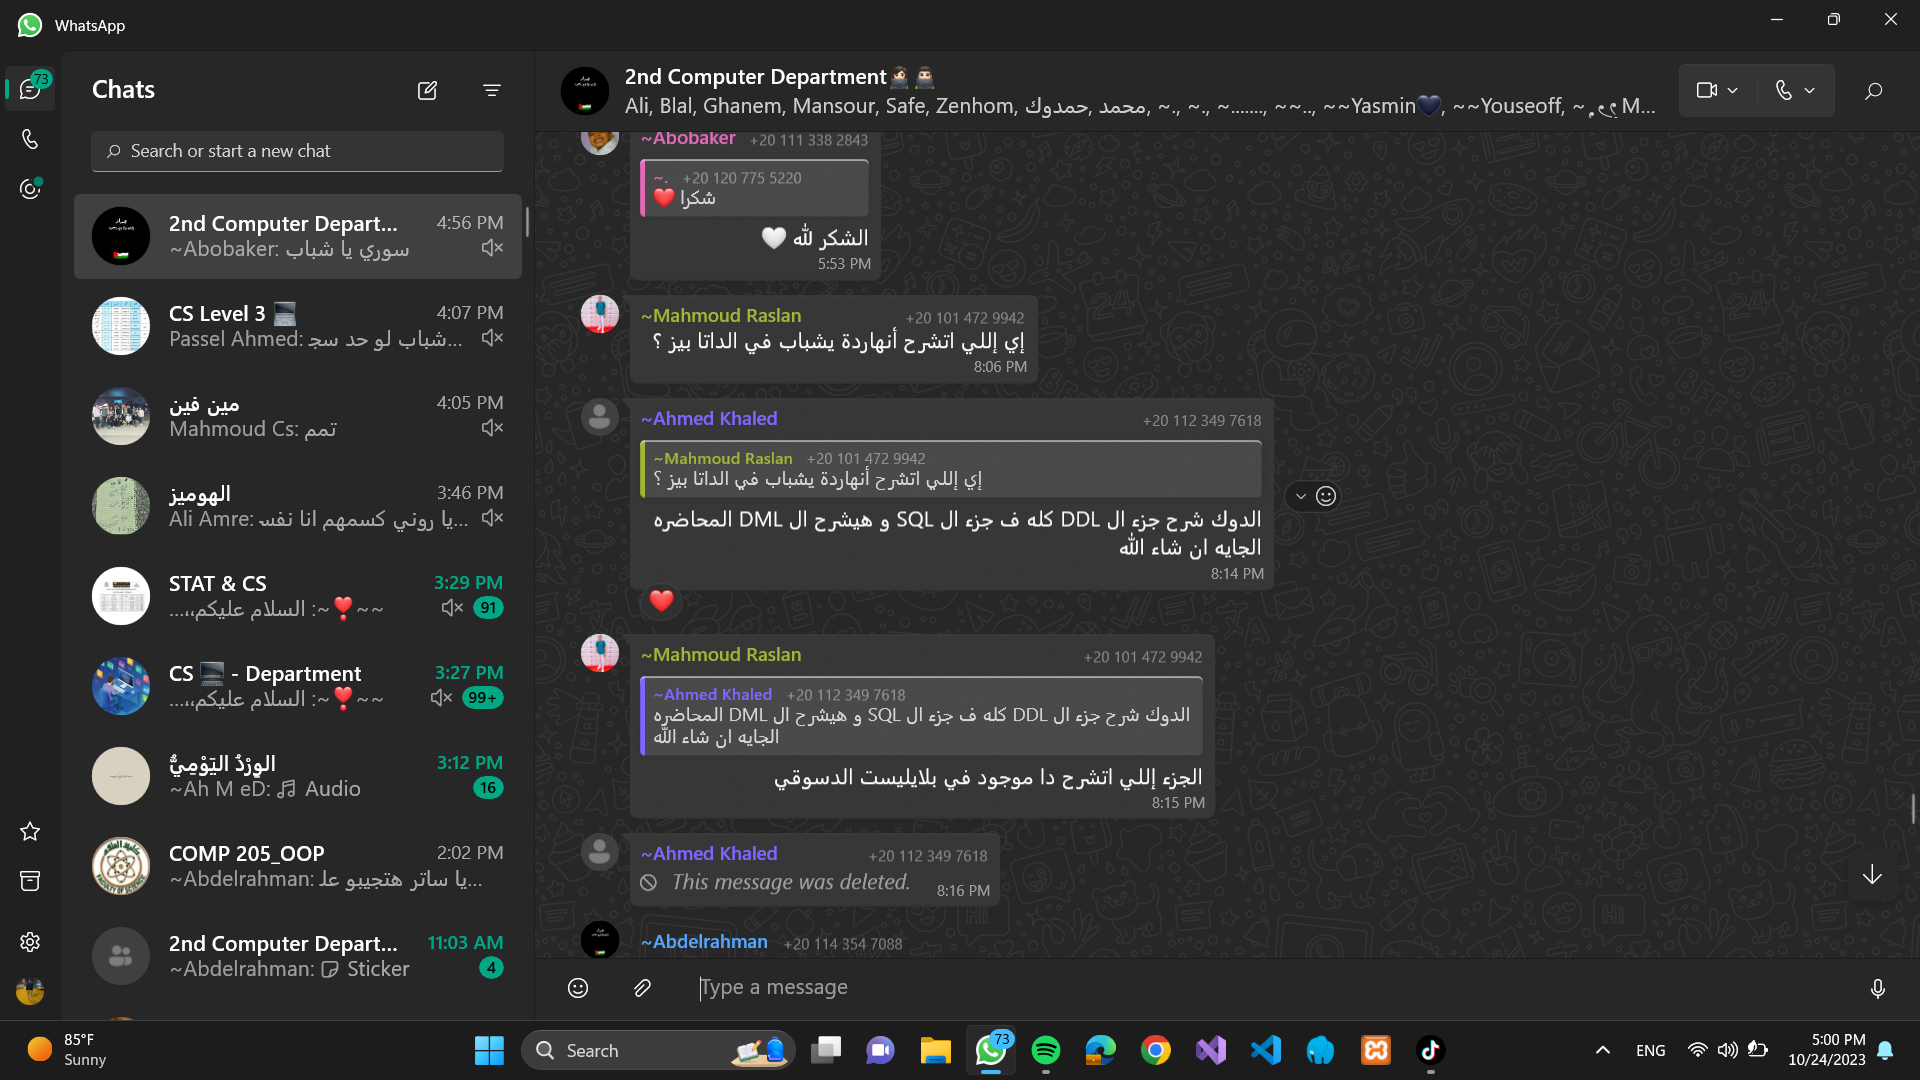 WhatsApp
73
Chats
Search or start a new chat
2nd Computer Depart... 4:56 PM
~Abobaker: سوري يا شباب
CS Level 3 💻 4:07 PM
Passel Ahmed: شباب لو حد سجـ...
مين فين 4:05 PM
Mahmoud Cs: تمم
الهوميز 3:46 PM
Ali Amre: يا روني كسمهم انا نفسـ...
STAT & CS 3:29 PM
~~❣️~: السلام عليكم،،...
91
CS 💻 - Department 3:27 PM
~~❣️~: السلام عليكم،،...
99+
الوِرْدُ اليَوْمِيُّ 3:12 PM
~Ah M eD: 🎵 Audio
16
COMP 205_OOP 2:02 PM
~Abdelrahman: يا ساتر هتجيبو علـ...
2nd Computer Depart... 11:03 AM
~Abdelrahman: Sticker
4
2nd Computer Department
Ali, Blal, Ghanem, Mansour, Safe, Zenhom, محمد, حمدوك, ~., ~., ~......., ~~.., ~~Yasmin🖤, ~~Youseoff, ~ M...
~Abobaker +20 111 338 2843
~. +20 120 775 5220
شكرا ❤️
الشكر لله 🤍
5:53 PM
~Mahmoud Raslan +20 101 472 9942
إي إللي اتشرح أنهاردة يشباب في الداتا بيز ؟
8:06 PM
~Ahmed Khaled +20 112 349 7618
~Mahmoud Raslan +20 101 472 9942
إي إللي اتشرح أنهاردة يشباب في الداتا بيز ؟
الدوك شرح جزء ال DDL كله ف جزء ال SQL و هيشرح ال DML المحاضره
الجايه ان شاء الله
8:14 PM
❤️
~Mahmoud Raslan +20 101 472 9942
~Ahmed Khaled +20 112 349 7618
الدوك شرح جزء ال DDL كله ف جزء ال SQL و هيشرح ال DML المحاضره
الجايه ان شاء الله
الجزء إللي اتشرح دا موجود في بلايليست الدسوقي
8:15 PM
~Ahmed Khaled +20 112 349 7618
This message was deleted. 8:16 PM
~Abdelrahman +20 114 354 7088
Type a message
85°F
Sunny
Search
73
ENG
5:00 PM
10/24/2023